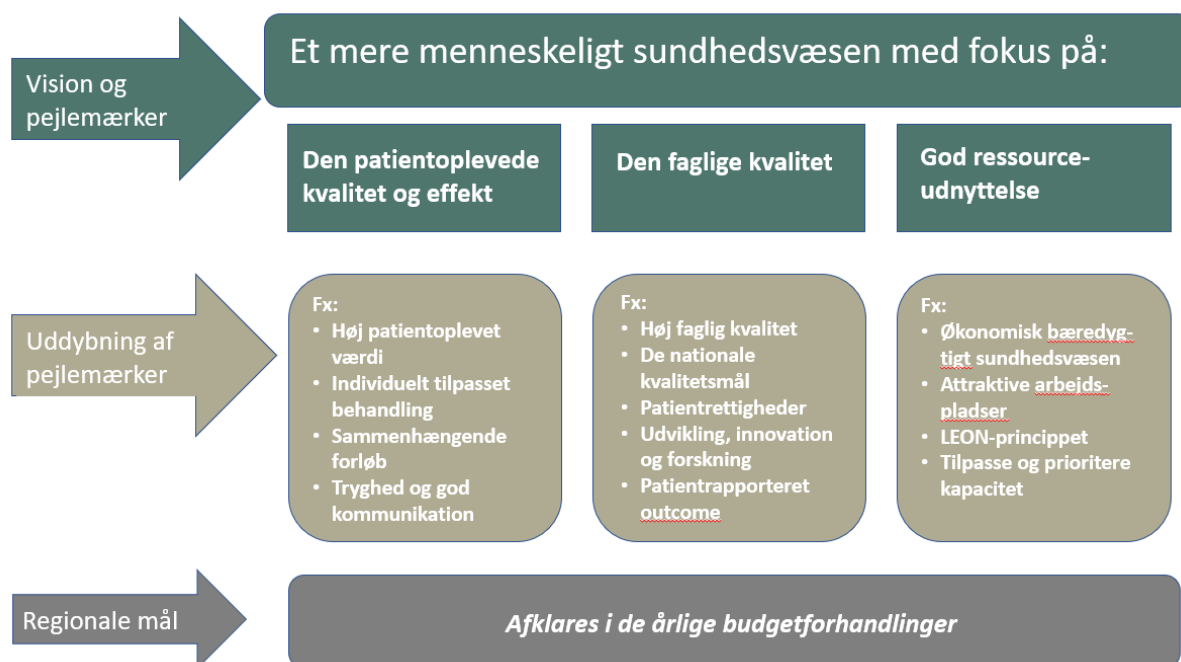 Vision og
pejlemærker
Et mere menneskeligt sundhedsvæsen med fokus på:
Den patientoplevede
kvalitet og effekt
Den faglige kvalitet
God ressource-
udnyttelse
Uddybning af
pejlemærker
Fx:
• Høj patientoplevet
værdi
• Individuelt tilpasset
behandling
• Sammenhængende
forløb
• Tryghed og god
kommunikation
Fx:
• Høj faglig kvalitet
• De nationale
kvalitetsmål
• Patientrettigheder
• Udvikling, innovation
og forskning
• Patientrapporteret
outcome
Fx:
• Økonomisk bæredyg-
tigt sundhedsvæsen
• Attraktive arbejds-
pladser
• LEON-princippet
• Tilpasse og prioritere
kapacitet
Regionale mål
Afklares i de årlige budgetforhandlinger